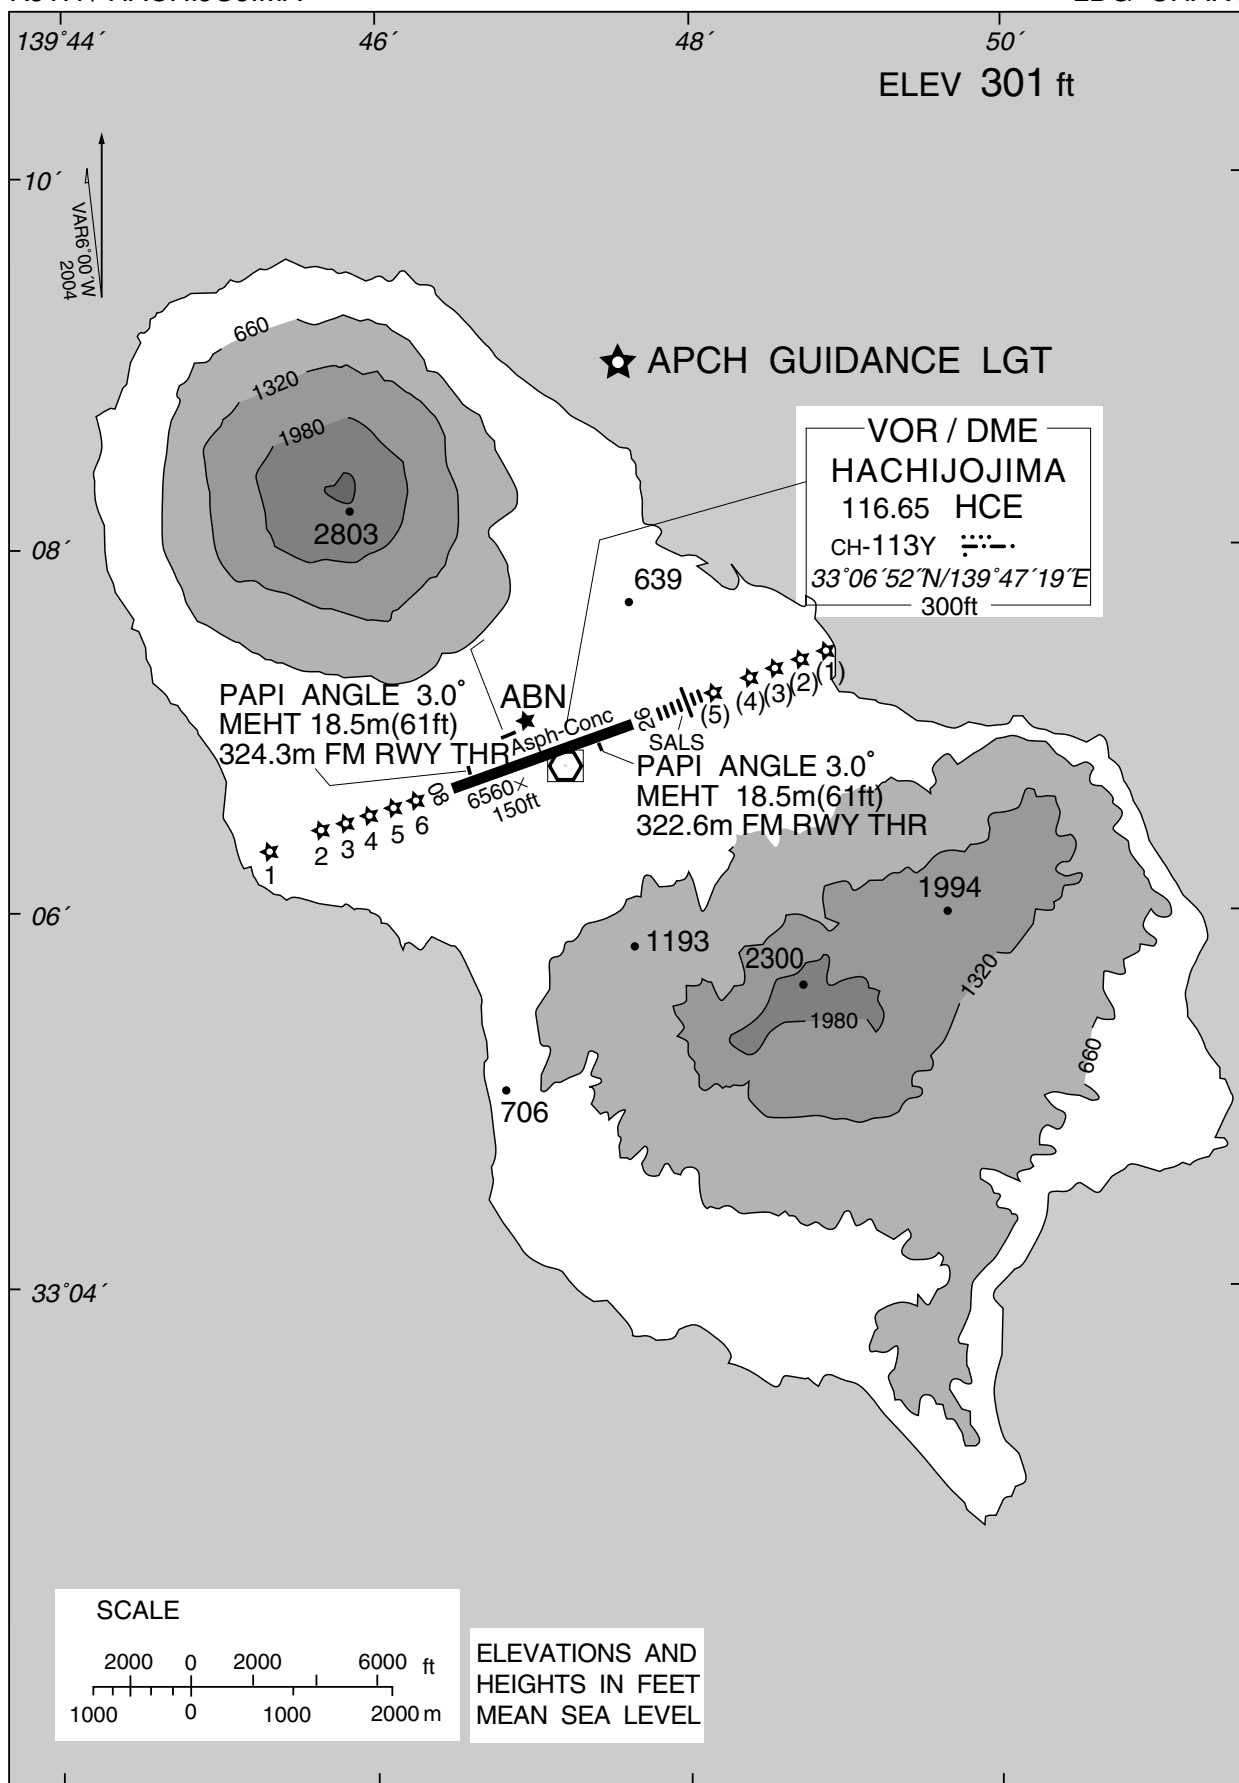 139°44´
46´
48´
50´
ELEV 301 ft
10´
VAR6°00´W
2004
660
1320
1980
2803
APCH GUIDANCE LGT
VOR / DME
HACHIJOJIMA
116.65 HCE
CH-113Y
33°06´52˝N/139°47´19˝E
300ft
08´
639
PAPI ANGLE 3.0°
MEHT 18.5m(61ft)
324.3m FM RWY THR
ABN
Asph-Conc
26
SALS
(5)
(4)
(3)
(2)
(1)
08
6560×
150ft
PAPI ANGLE 3.0°
MEHT 18.5m(61ft)
322.6m FM RWY THR
1
2
3
4
5
6
06´
1994
1193
2300
1980
1320
660
706
33°04´
SCALE
2000 0 2000 6000 ft
1000 0 1000 2000 m
ELEVATIONS AND
HEIGHTS IN FEET
MEAN SEA LEVEL